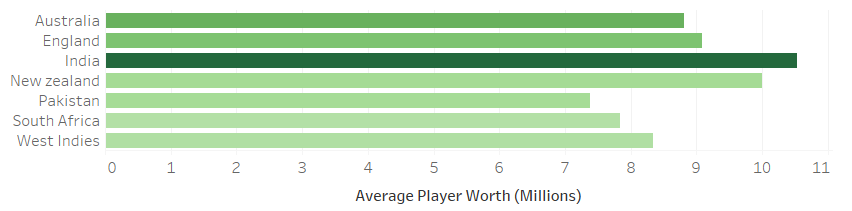 Australia
England
India
New zealand
Pakistan
South Africa
West Indies
0 1 2 3 4 5 6 7 8 9 10 11
Average Player Worth (Millions)